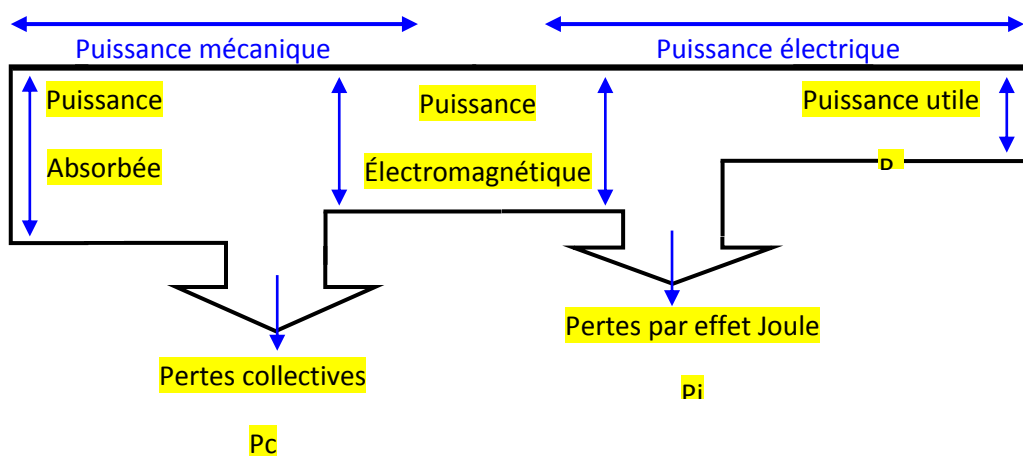 Puissance mécanique
Puissance électrique
Puissance
Absorbée
Puissance
Électromagnétique
Puissance utile
Pertes par effet Joule
Pertes collectives
Pc